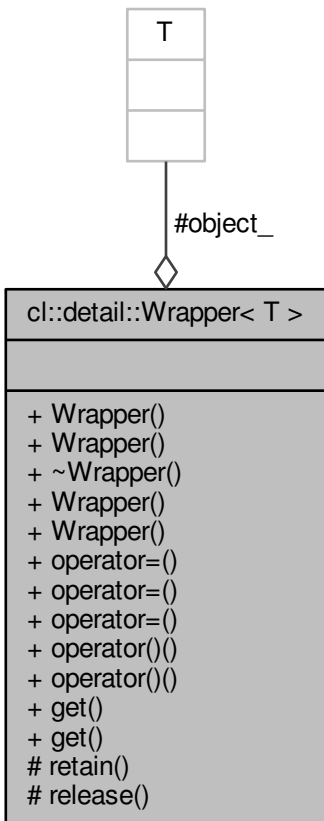 T
#object_
cl::detail::Wrapper< T >
+ Wrapper()
+ Wrapper()
+ ~Wrapper()
+ Wrapper()
+ Wrapper()
+ operator=()
+ operator=()
+ operator=()
+ operator()()
+ operator()()
+ get()
+ get()
# retain()
# release()